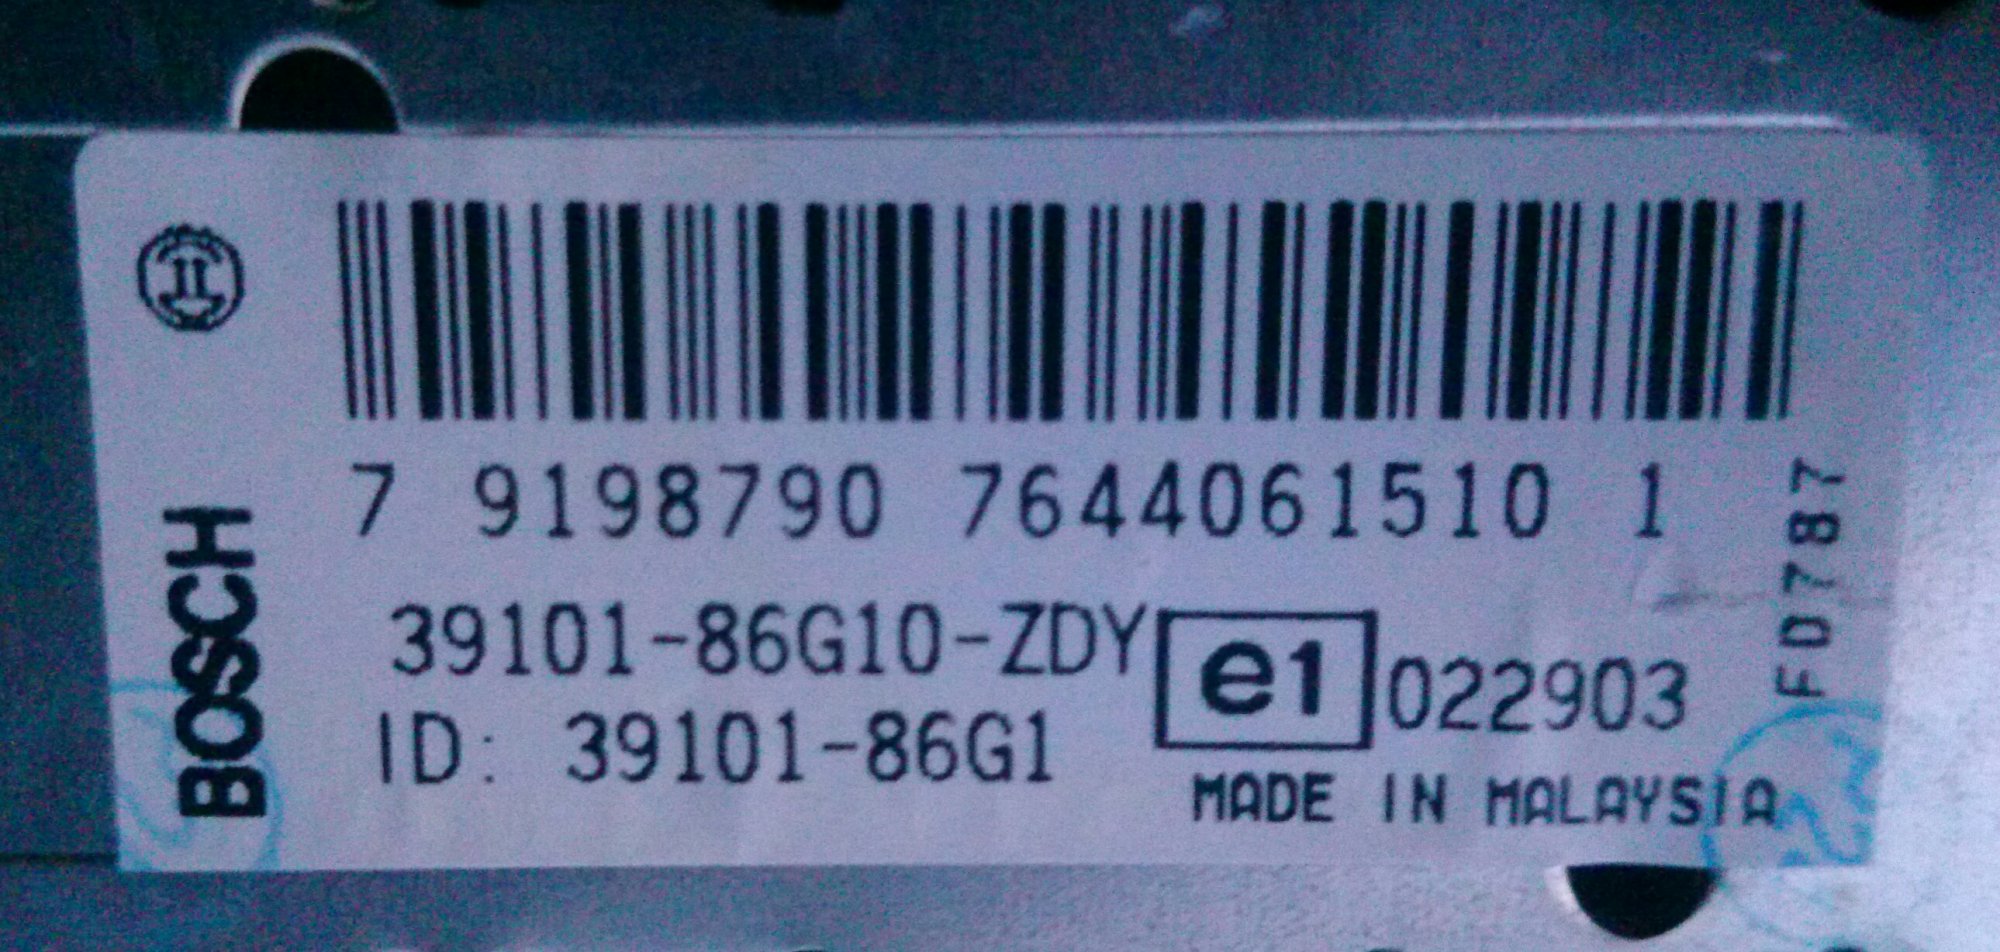 BOSCH
7 9198790 7644061510 1
FD787
39101-86G10-ZDY
e1 022903
ID: 39101-86G1
MADE IN MALAYSIA